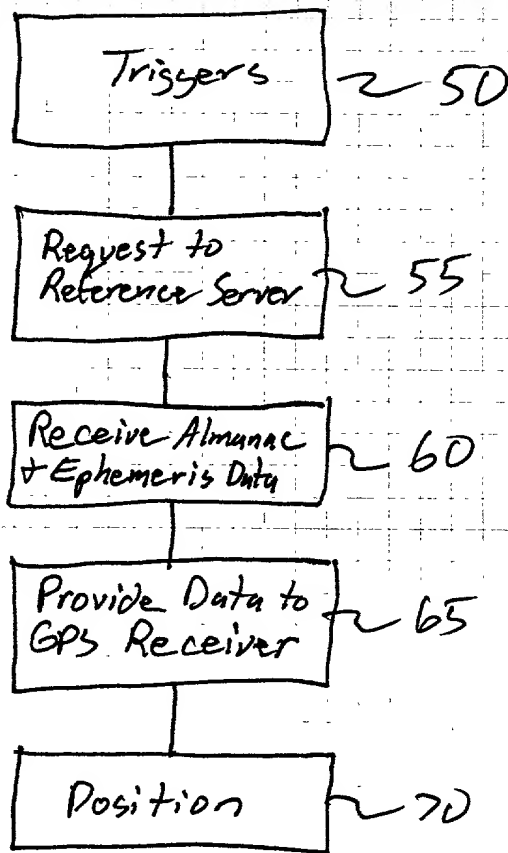 Triggers
50
Request to
Reference Server
55
Receive Almanac
+ Ephemeris Data
60
Provide Data to
GPS Receiver
65
Position
70